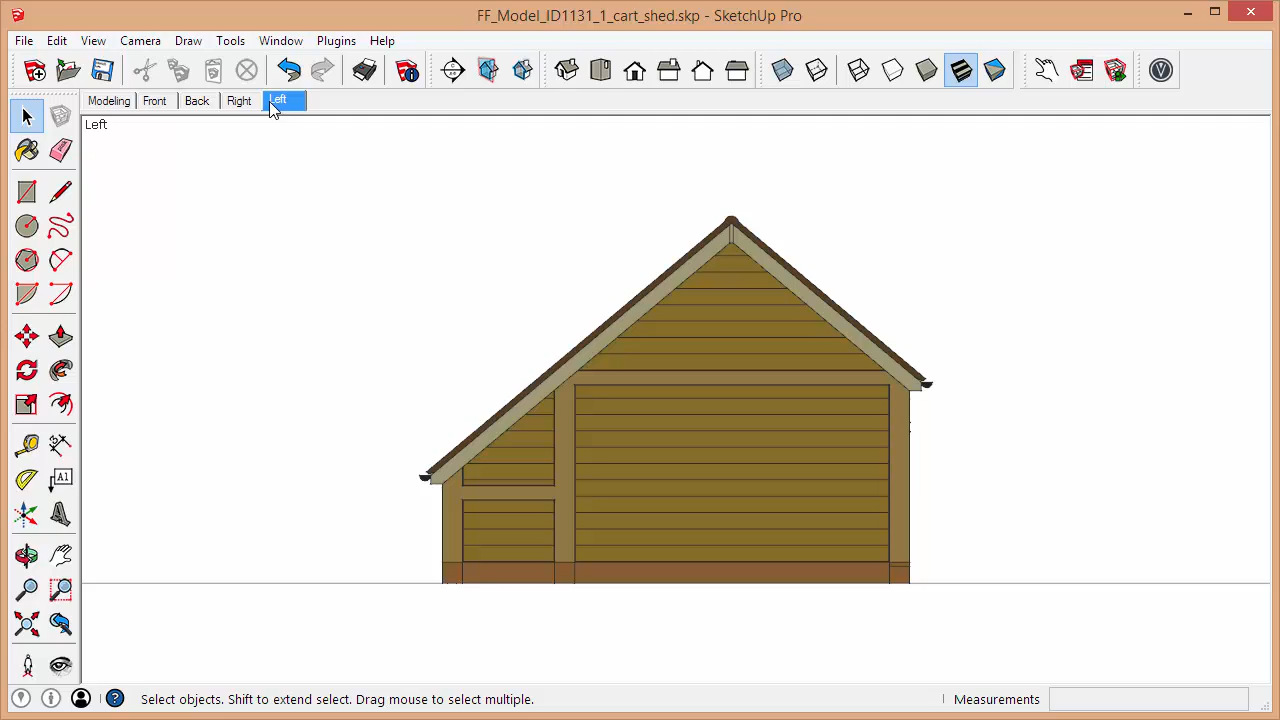 FF_Model_ID1131_1_cart_shed.skp - SketchUp Pro
File Edit View Camera Draw Tools Window Plugins Help
Modeling Front Back Right Left
Left
A1
Select objects. Shift to extend select. Drag mouse to select multiple.
Measurements